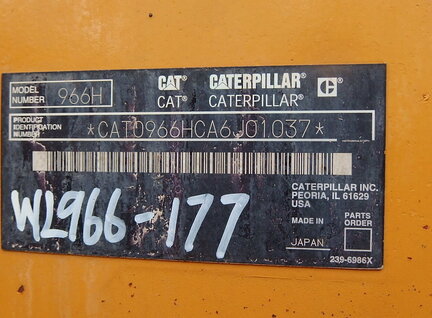 MODEL NUMBER 966H
CAT CATERPILLAR C
CAT® CATERPILLAR®
PRODUCT IDENTIFICATION NUMBER *CAT0966HCA6J01037*
CATERPILLAR INC.
PEORIA, IL 61629
USA
MADE IN
JAPAN
PARTS ORDER
239-6986X
WL966-177